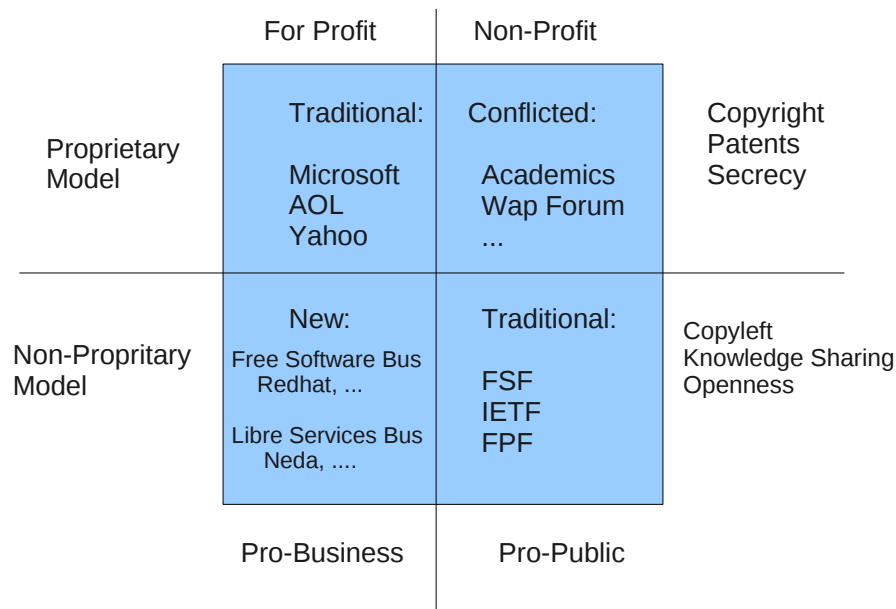 For Profit
Non-Profit
Proprietary
Model
Traditional:
Microsoft
AOL
Yahoo
Conflicted:
Academics
Wap Forum
...
Copyright
Patents
Secrecy
Non-Propritary
Model
New:
Free Software Bus
Redhat, ...
Libre Services Bus
Neda, ....
Traditional:
FSF
IETF
FPF
Copyleft
Knowledge Sharing
Openness
Pro-Business
Pro-Public